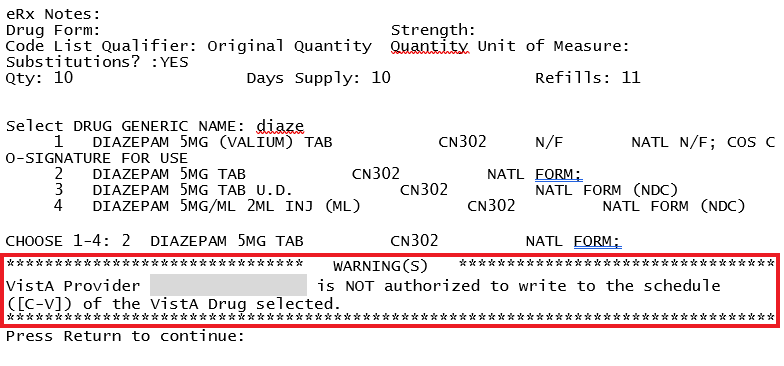 eRx Notes:
Drug Form: Strength:
Code List Qualifier: Original Quantity Quantity Unit of Measure:
Substitutions? :YES
Qty: 10 Days Supply: 10 Refills: 11
Select DRUG GENERIC NAME: diaze
1 DIAZEPAM 5MG (VALIUM) TAB CN302 N/F NATL N/F; COS C
O-SIGNATURE FOR USE
2 DIAZEPAM 5MG TAB CN302 NATL FORM;
3 DIAZEPAM 5MG TAB U.D. CN302 NATL FORM (NDC)
4 DIAZEPAM 5MG/ML 2ML INJ (ML) CN302 NATL FORM (NDC)
CHOOSE 1-4: 2 DIAZEPAM 5MG TAB CN302 NATL FORM;
******************************* WARNING(S) *********************************
VistA Provider is NOT authorized to write to the schedule
([C-V]) of the VistA Drug selected.
********************************************************************************
Press Return to continue: